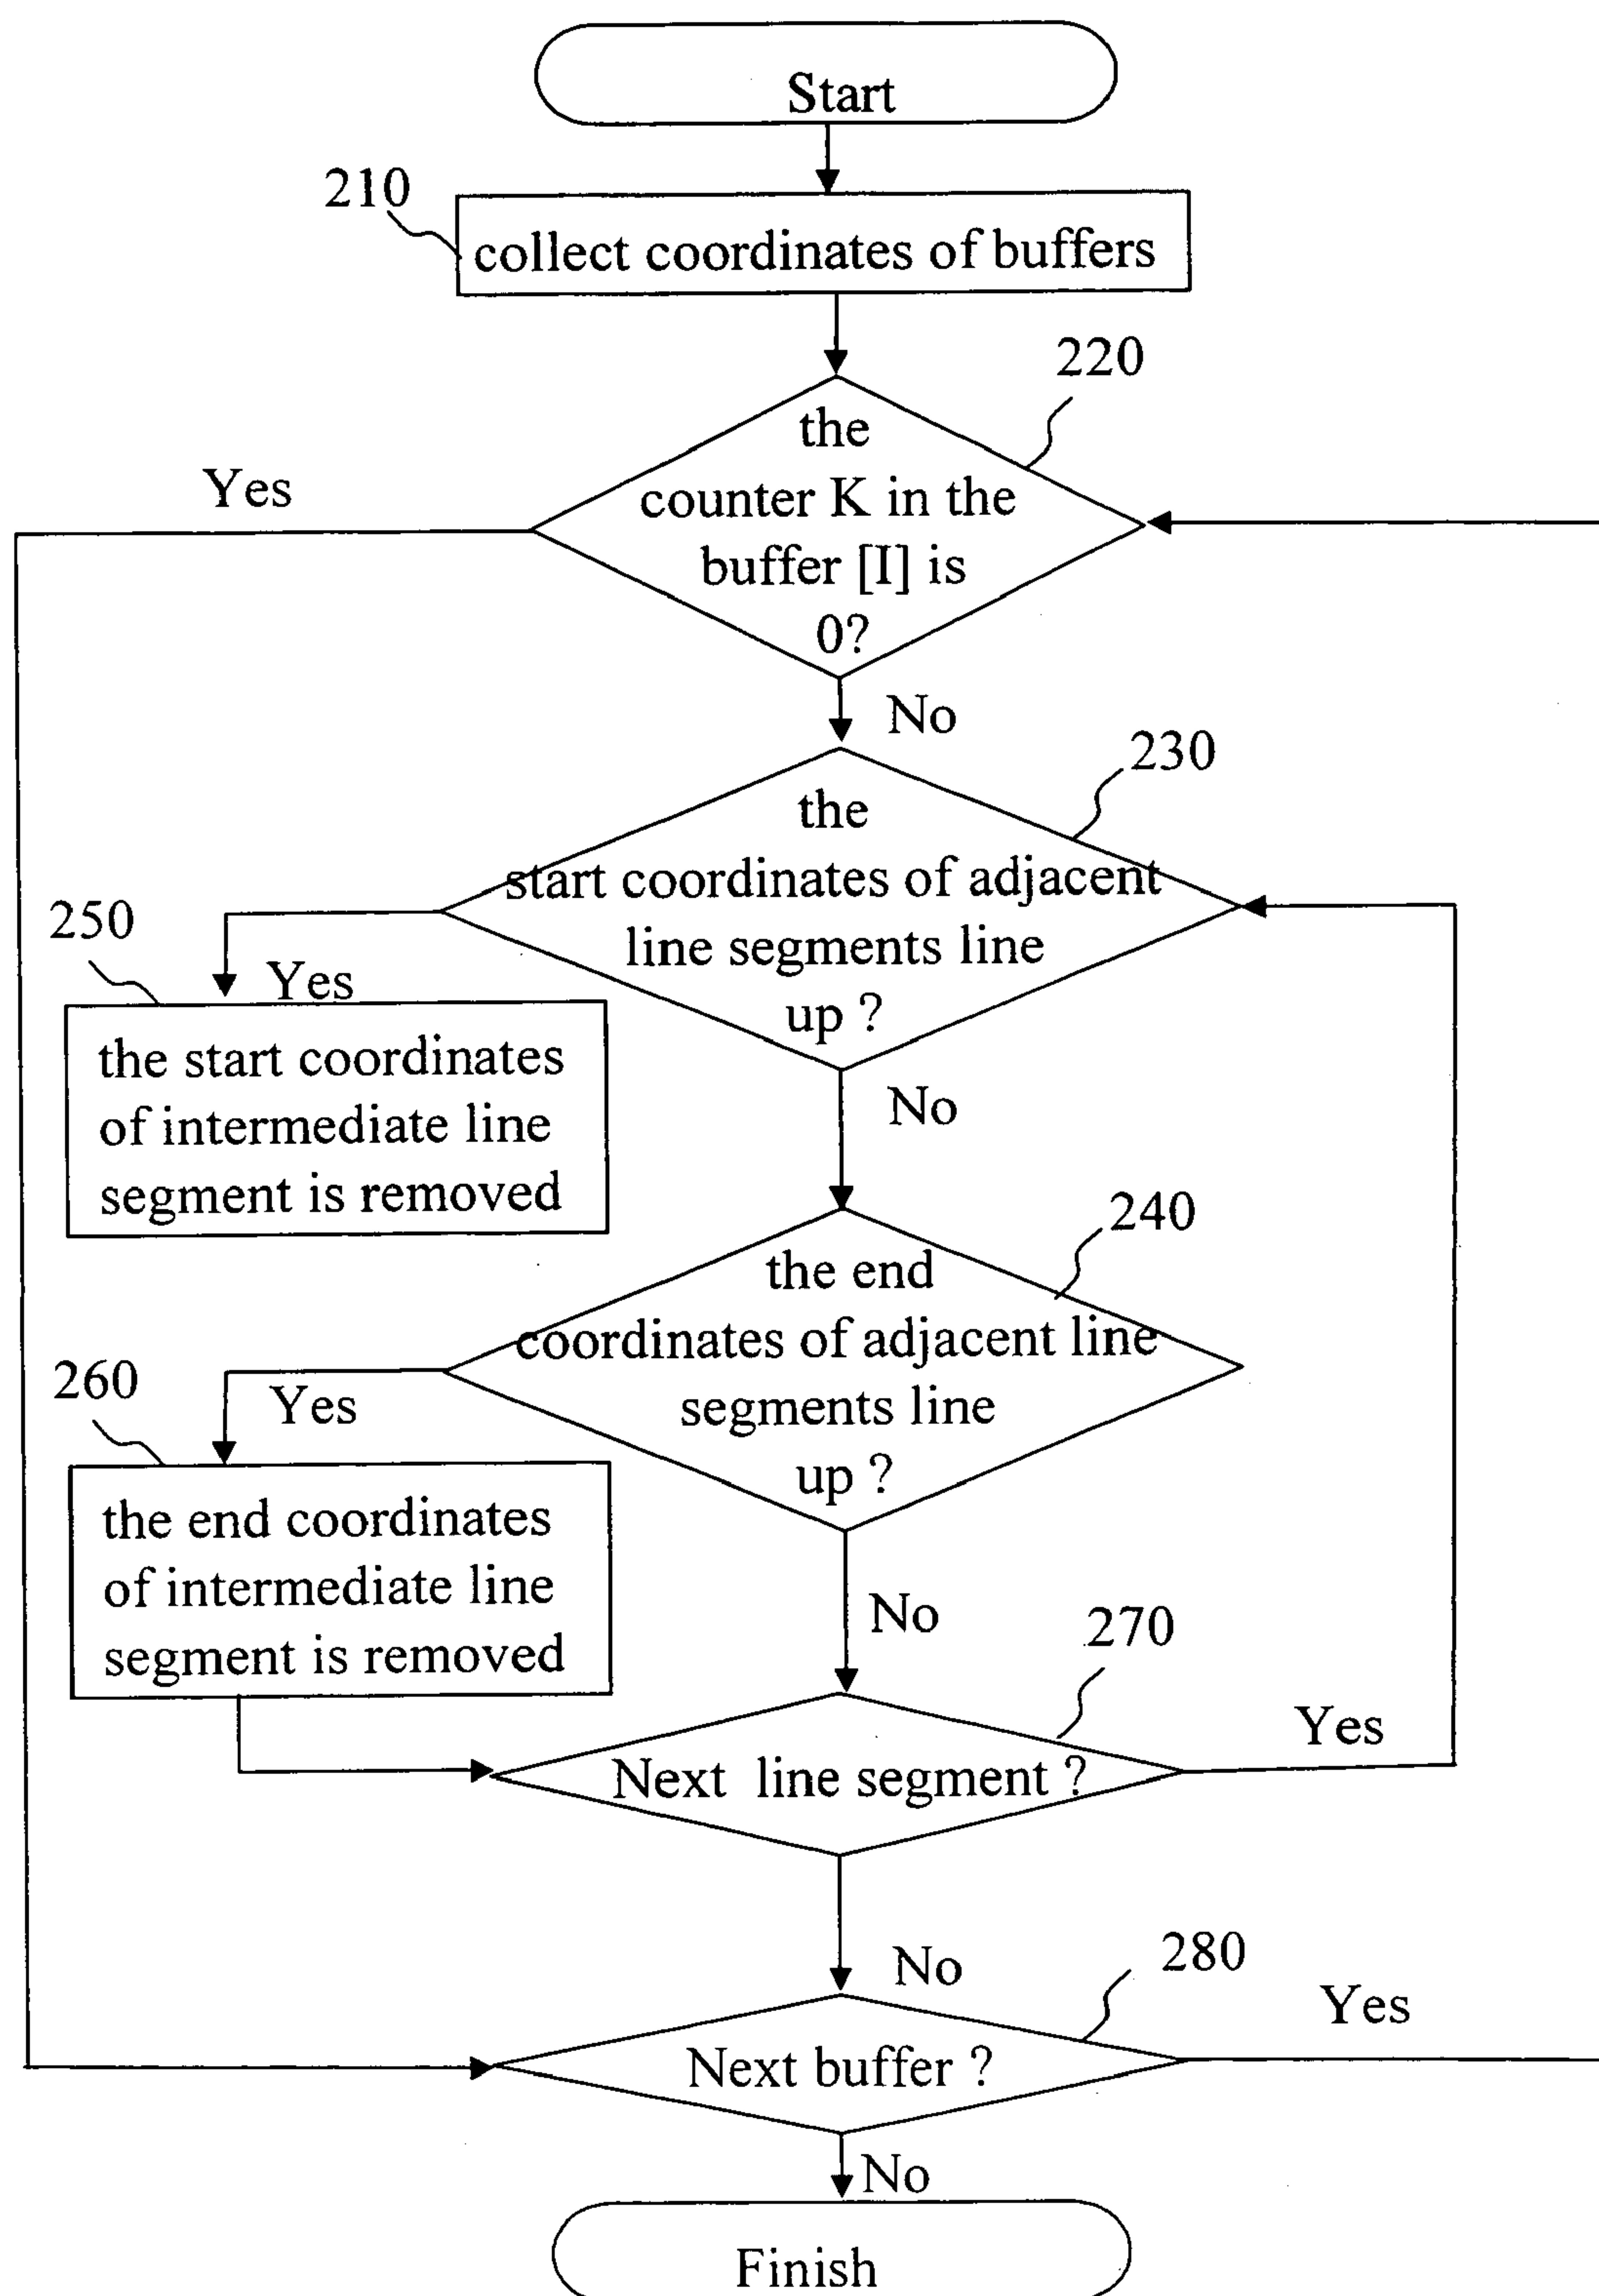 Start
210
collect coordinates of buffers
220
the
counter K in the
buffer [I] is
0?
Yes
No
230
the
start coordinates of adjacent
line segments line
up ?
250
Yes
the start coordinates
of intermediate line
segment is removed
No
240
the end
coordinates of adjacent line
segments line
up ?
260
Yes
the end coordinates
of intermediate line
segment is removed
No
270
Next line segment ?
Yes
No
280
Next buffer ?
Yes
No
Finish